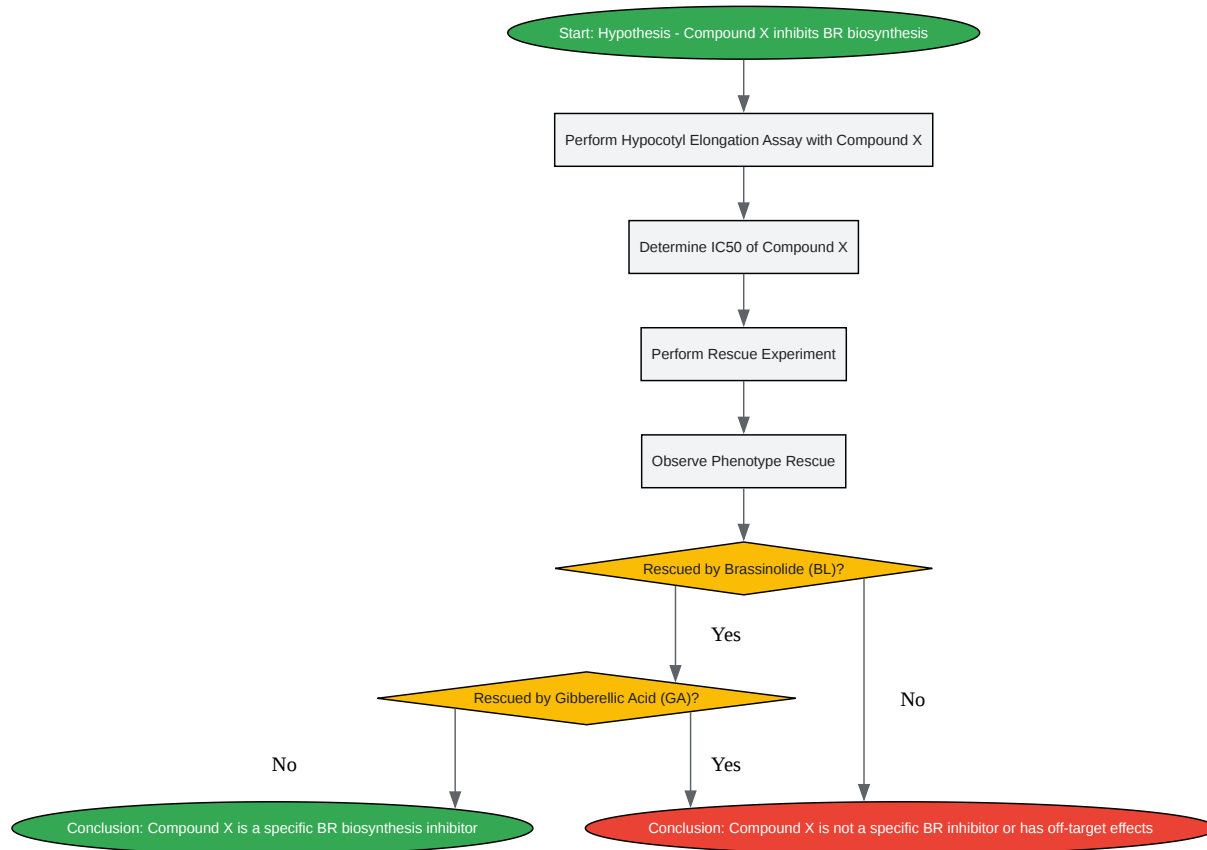 Start: Hypothesis - Compound X inhibits BR biosynthesis
Perform Hypocotyl Elongation Assay with Compound X
Determine IC50 of Compound X
Perform Rescue Experiment
Observe Phenotype Rescue
Rescued by Brassinolide (BL)?
Yes
Rescued by Gibberellic Acid (GA)?
No
No
Yes
Conclusion: Compound X is a specific BR biosynthesis inhibitor
Conclusion: Compound X is not a specific BR inhibitor or has off-target effects